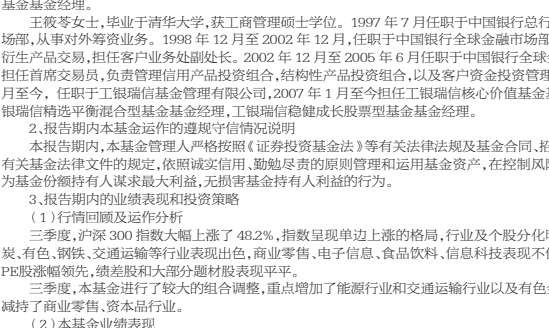 基金基金经理。
王筱苓女士，毕业于清华大学，获工商管理硕士学位。1997 年 7 月任职于中国银行总行
场部，从事对外筹资业务。1998 年 12 月至 2002 年 12 月，任职于中国银行全球金融市场部
衍生产品交易，担任客户业务处副处长。2002 年 12 月至 2005 年 6 月任职于中国银行全球
担任首席交易员，负责管理信用产品投资组合，结构性产品投资组合，以及客户资金投资管理
月至今，任职于工银瑞信基金管理有限公司，2007 年 1 月至今担任工银瑞信核心价值基金
银瑞信精选平衡混合型基金基金经理，工银瑞信稳健成长股票型基金基金经理。
2、报告期内本基金运作的遵规守信情况说明
本报告期内，本基金管理人严格按照《证券投资基金法》等有关法律法规及基金合同、招
有关基金法律文件的规定，依照诚实信用、勤勉尽责的原则管理和运用基金资产，在控制风
为基金份额持有人谋求最大利益，无损害基金持有人利益的行为。
3、报告期内的业绩表现和投资策略
（1）行情回顾及运作分析
三季度，沪深 300 指数大幅上涨了 48.2%，指数呈现单边上涨的格局，行业及个股分化
炭、有色、钢铁、交通运输等行业表现出色，商业零售、电子信息、食品饮料、信息科技表现不
PE股涨幅领先，绩差股和大部分题材股表现平平。
三季度，本基金进行了较大的组合调整，重点增加了能源行业和交通运输行业以及有色
减持了商业零售、资本品行业。
（2）本基金业绩表现